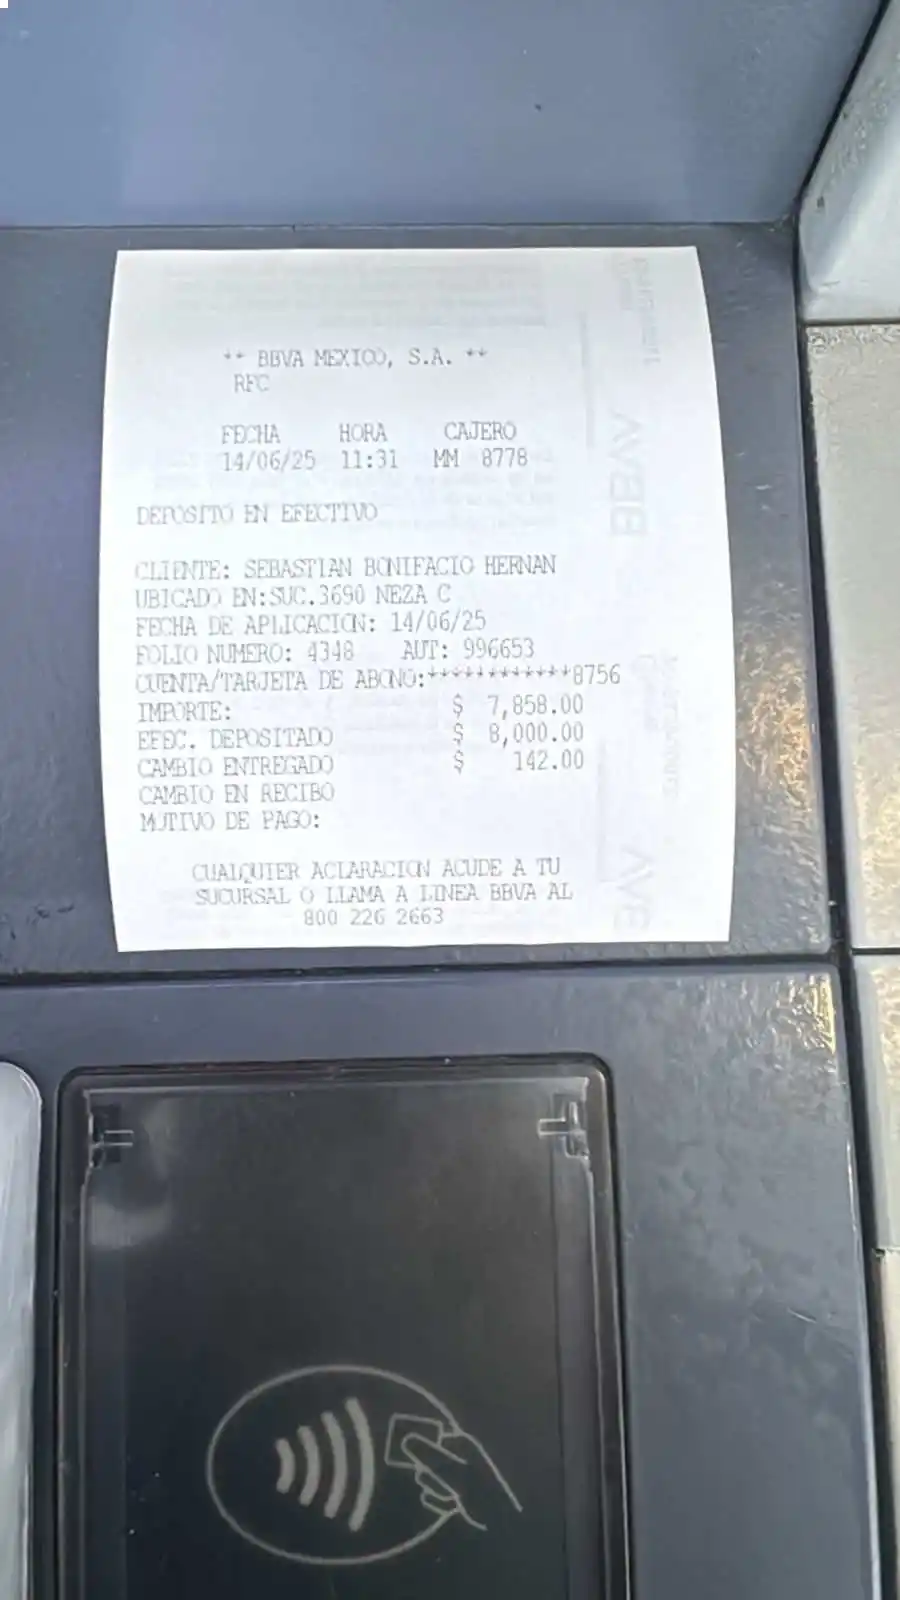 ** BBVA MEXICO, S.A. **
RFC
FECHA HORA CAJERO
14/06/25 11:31 MM 8778
DEPOSITO EN EFECTIVO
CLIENTE: SEBASTIAN BONIFACIO HERNAN
UBICADO EN:SUC.3690 NEZA C
FECHA DE APLICACION: 14/06/25
FOLIO NUMERO: 4348 AUT: 996653
CUENTA/TARJETA DE ABONO:************8756
IMPORTE: $ 7,858.00
EFEC. DEPOSITADO $ 8,000.00
CAMBIO ENTREGADO $ 142.00
CAMBIO EN RECIBO
MOTIVO DE PAGO:
CUALQUIER ACLARACION ACUDE A TU
SUCURSAL O LLAMA A LINEA BBVA AL
800 226 2663
BBVA